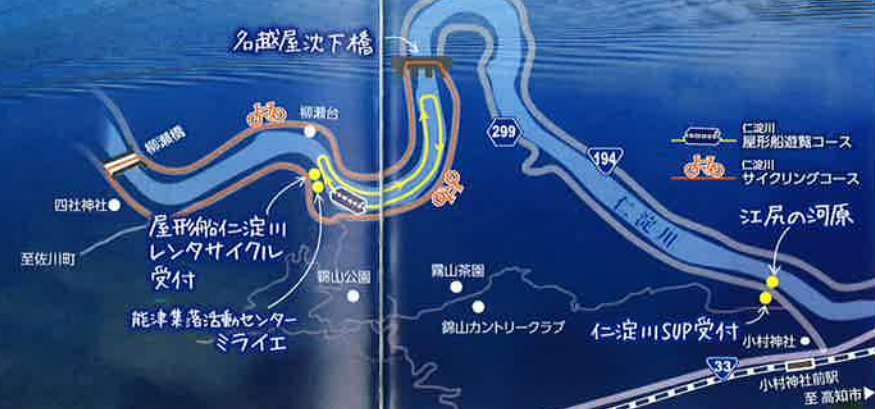 名越屋沈下橋
柳瀬台
柳瀬橋
四社神社
至佐川町
屋形船仁淀川
レンタサイクル
受付
能津集落活動センター
ミライエ
錦山公園
霧山茶園
錦山カントリークラブ
299
194
仁淀川
仁淀川
屋形船遊覧コース
仁淀川
サイクリングコース
江尻の河原
仁淀川SUP受付
小村神社
33
小村神社前駅
至 高知市▶